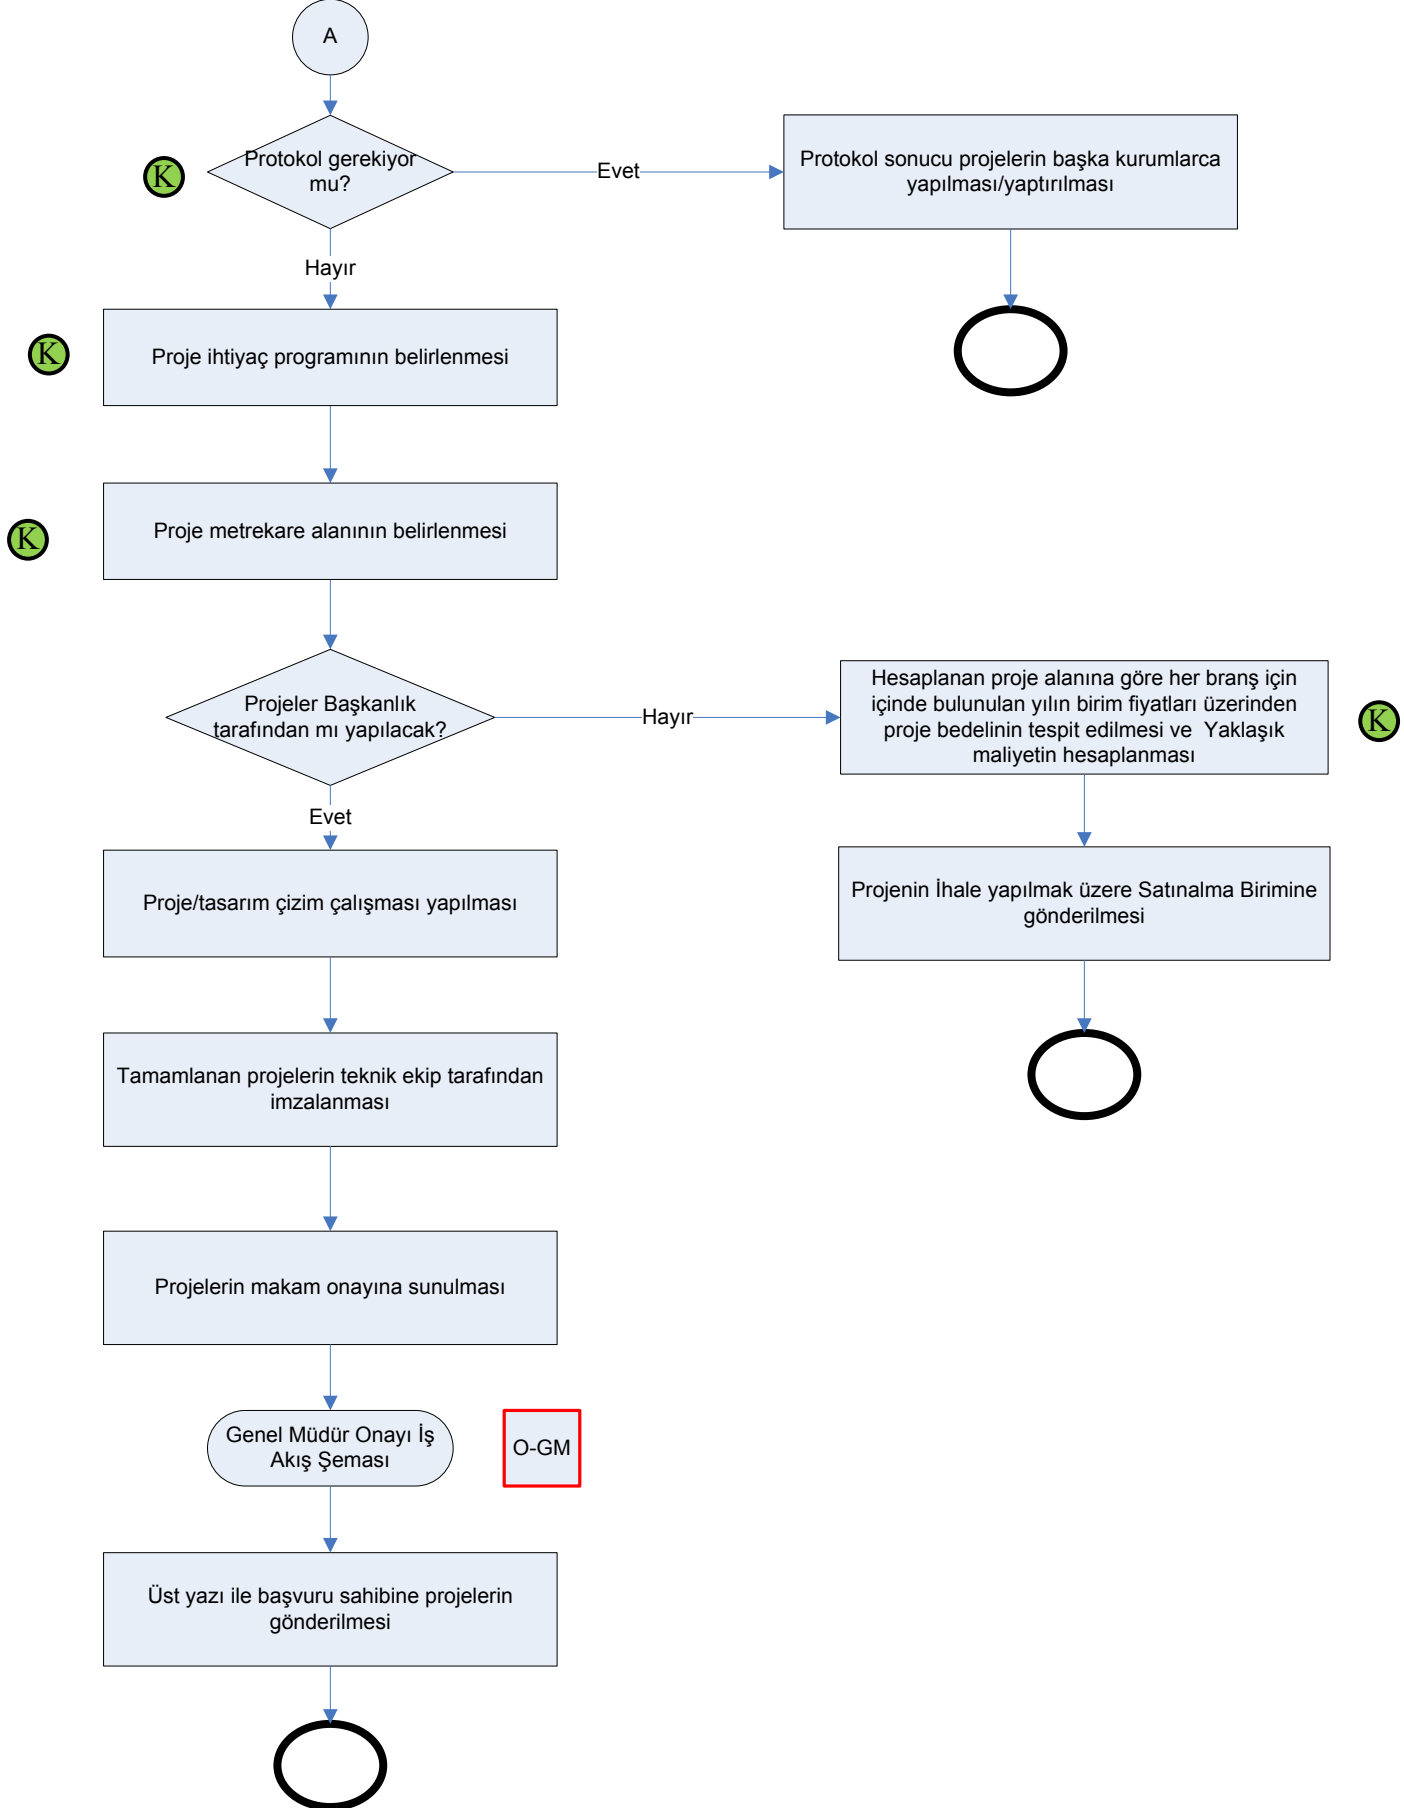 A
K
Protokol gerekiyor
mu?
Evet
Protokol sonucu projelerin başka kurumlarca
yapılması/yaptırılması
Hayır
K
Proje ihtiyaç programının belirlenmesi
K
Proje metrekare alanının belirlenmesi
Projeler Başkanlık
tarafından mı yapılacak?
Hayır
Hesaplanan proje alanına göre her branş için
içinde bulunulan yılın birim fiyatları üzerinden
proje bedelinin tespit edilmesi ve  Yaklaşık
maliyetin hesaplanması
K
Evet
Proje/tasarım çizim çalışması yapılması
Projenin İhale yapılmak üzere Satınalma Birimine
gönderilmesi
Tamamlanan projelerin teknik ekip tarafından
imzalanması
Projelerin makam onayına sunulması
Genel Müdür Onayı İş
Akış Şeması
O-GM
Üst yazı ile başvuru sahibine projelerin
gönderilmesi